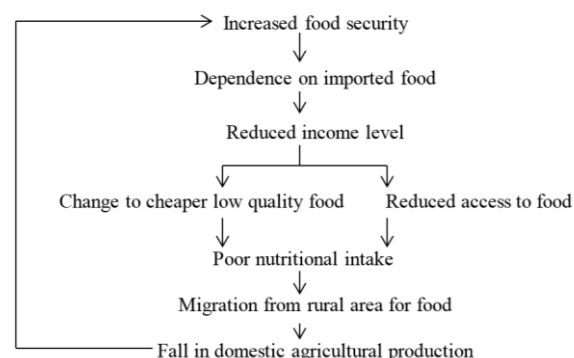 Increased food security
Dependence on imported food
Reduced income level
Change to cheaper low quality food
Reduced access to food
Poor nutritional intake
Migration from rural area for food
Fall in domestic agricultural production